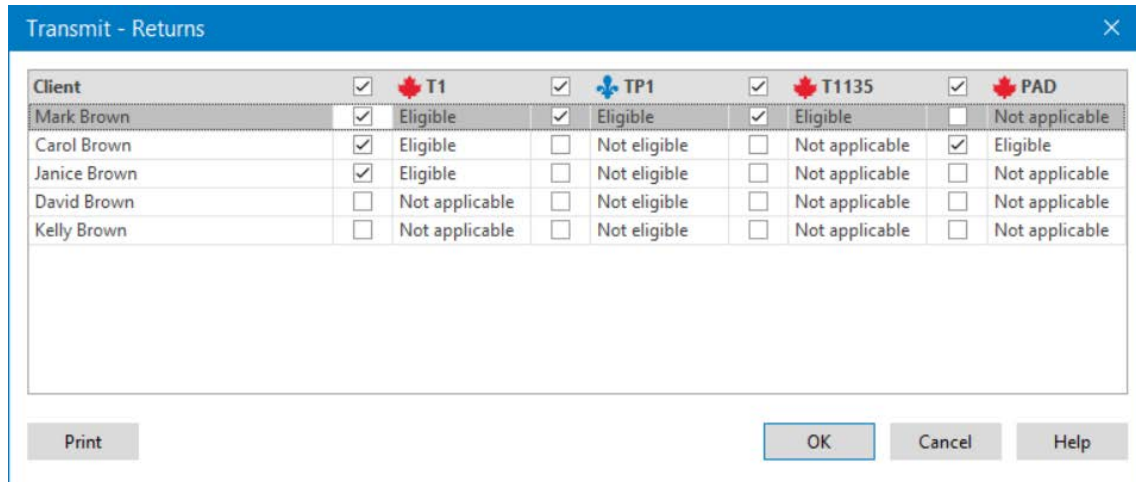 Transmit - Returns
Client T1 TP1 T1135 PAD
Mark Brown Eligible Eligible Eligible Not applicable
Carol Brown Eligible Not eligible Not applicable Eligible
Janice Brown Eligible Not eligible Not applicable Not applicable
David Brown Not applicable Not eligible Not applicable Not applicable
Kelly Brown Not applicable Not eligible Not applicable Not applicable
Print OK Cancel Help